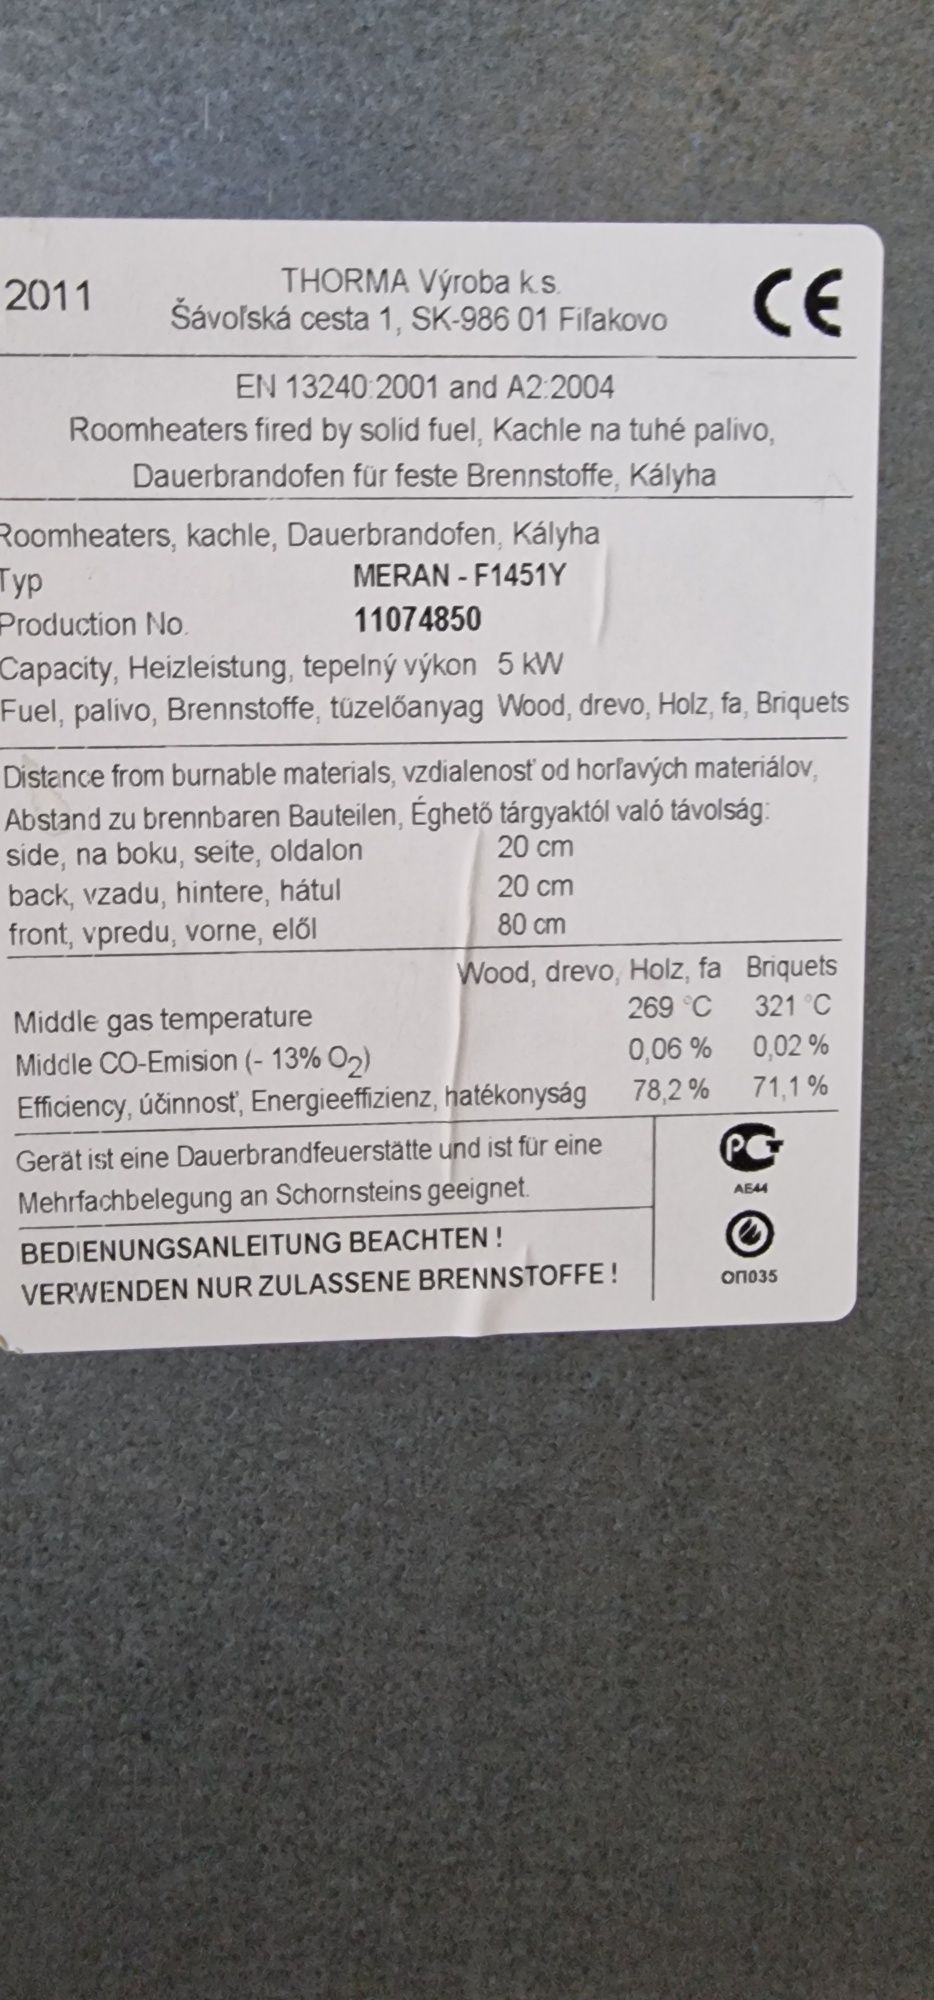 2011
THORMA Výroba k.s.
Šávoľská cesta 1, SK-986 01 Fiľakovo
CE
EN 13240:2001 and A2:2004
Roomheaters fired by solid fuel, Kachle na tuhé palivo,
Dauerbrandofen für feste Brennstoffe, Kályha
Roomheaters, kachle, Dauerbrandofen, Kályha
Typ MERAN - F1451Y
Production No. 11074850
Capacity, Heizleistung, tepelný výkon 5 kW
Fuel, palivo, Brennstoffe, tüzelőanyag Wood, drevo, Holz, fa, Briquets
Distance from burnable materials, vzdialenosť od horľavých materiálov,
Abstand zu brennbaren Bauteilen, Éghető tárgyaktól való távolság:
side, na boku, seite, oldalon 20 cm
back, vzadu, hintere, hátul 20 cm
front, vpredu, vorne, elől 80 cm
Wood, drevo, Holz, fa Briquets
Middle gas temperature 269 °C 321 °C
Middle CO-Emision (- 13% O2) 0,06 % 0,02 %
Efficiency, účinnosť, Energieeffizienz, hatékonyság 78,2 % 71,1 %
Gerät ist eine Dauerbrandfeuerstätte und ist für eine
Mehrfachbelegung an Schornsteins geeignet.
BEDIENUNGSANLEITUNG BEACHTEN !
VERWENDEN NUR ZULASSENE BRENNSTOFFE !
РСТ
АЕ44
ОП035